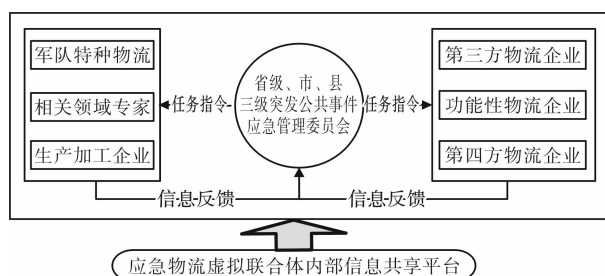 军队特种物流
相关领域专家
生产加工企业
任务指令
省级、市、县
三级突发公共事件
应急管理委员会
任务指令
第三方物流企业
功能性物流企业
第四方物流企业
信息反馈
信息反馈
应急物流虚拟联合体内部信息共享平台